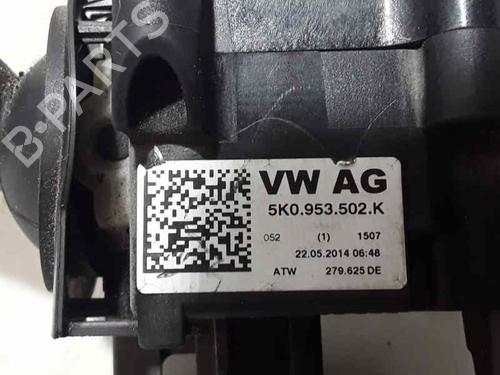 B-PARTS
VW AG
5K0.953.502.K
052 (1) 1507
22.05.2014 06:48
ATW 279.625 DE